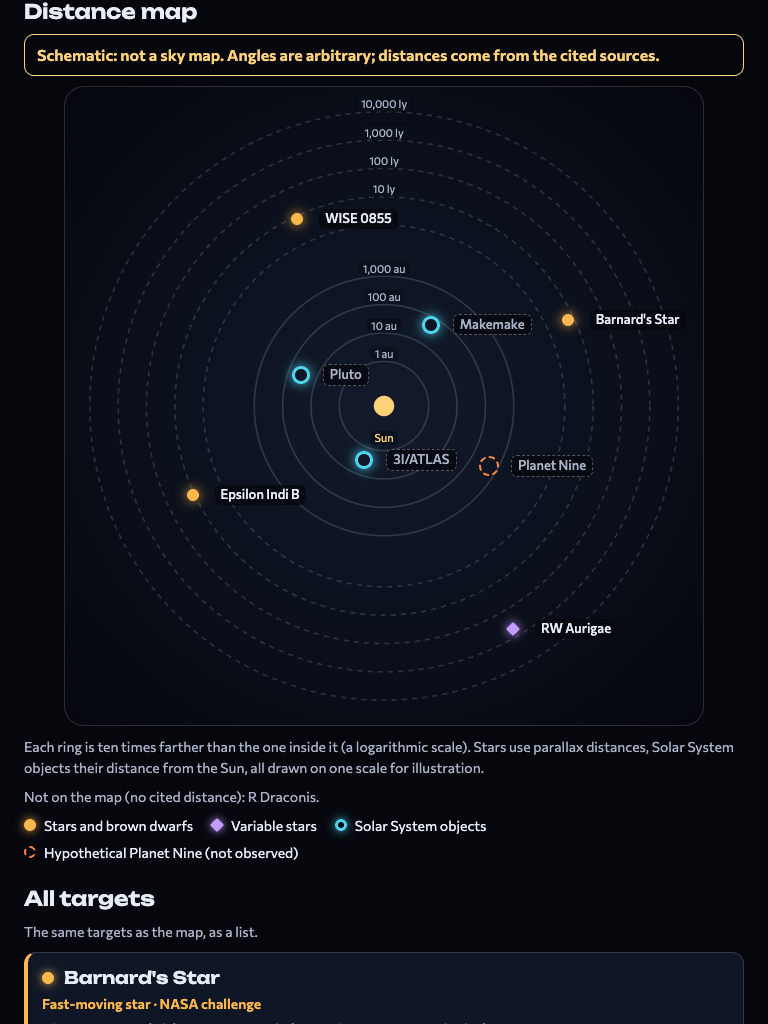 Distance map
Schematic: not a sky map. Angles are arbitrary; distances come from the cited sources.
10,000 ly
1,000 ly
100 ly
10 ly
WISE 0855
1,000 au
100 au
10 au
Makemake
Barnard's Star
1 au
Pluto
Sun
3I/ATLAS
Planet Nine
Epsilon Indi B
RW Aurigae
Each ring is ten times farther than the one inside it (a logarithmic scale). Stars use parallax distances, Solar System
objects their distance from the Sun, all drawn on one scale for illustration.
Not on the map (no cited distance): R Draconis.
Stars and brown dwarfs Variable stars Solar System objects
Hypothetical Planet Nine (not observed)
All targets
The same targets as the map, as a list.
Barnard's Star
Fast-moving star · NASA challenge